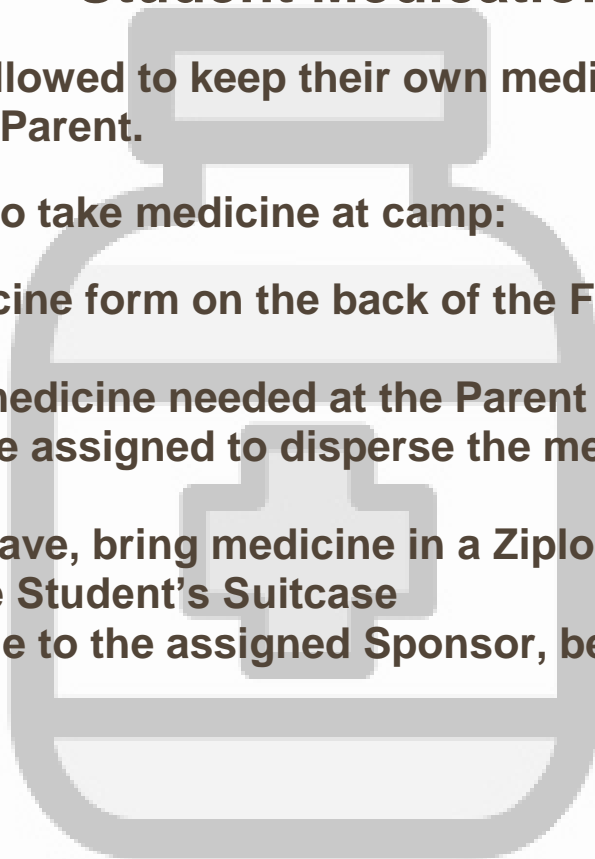 Student Medication
llowed to keep their own medi
Parent.
o take medicine at camp:
cine form on the back of the F
medicine needed at the Parent
e assigned to disperse the me
ave, bring medicine in a Ziplo
e Student’s Suitcase
e to the assigned Sponsor, be